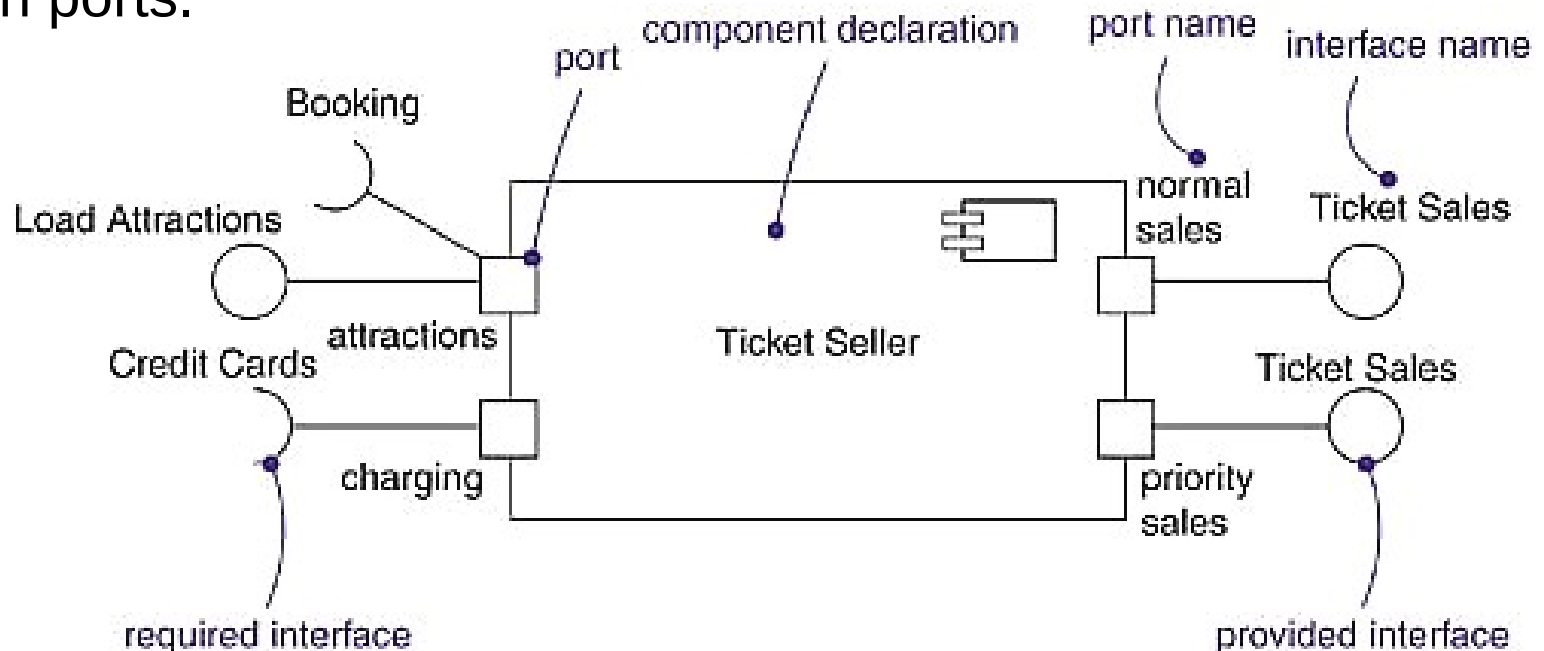 n ports.
component declaration
port name
interface name
port
Booking
normal
sales
Load Attractions
Ticket Sales
attractions
Ticket Seller
Credit Cards
Ticket Sales
charging
priority
sales
required interface
provided interface